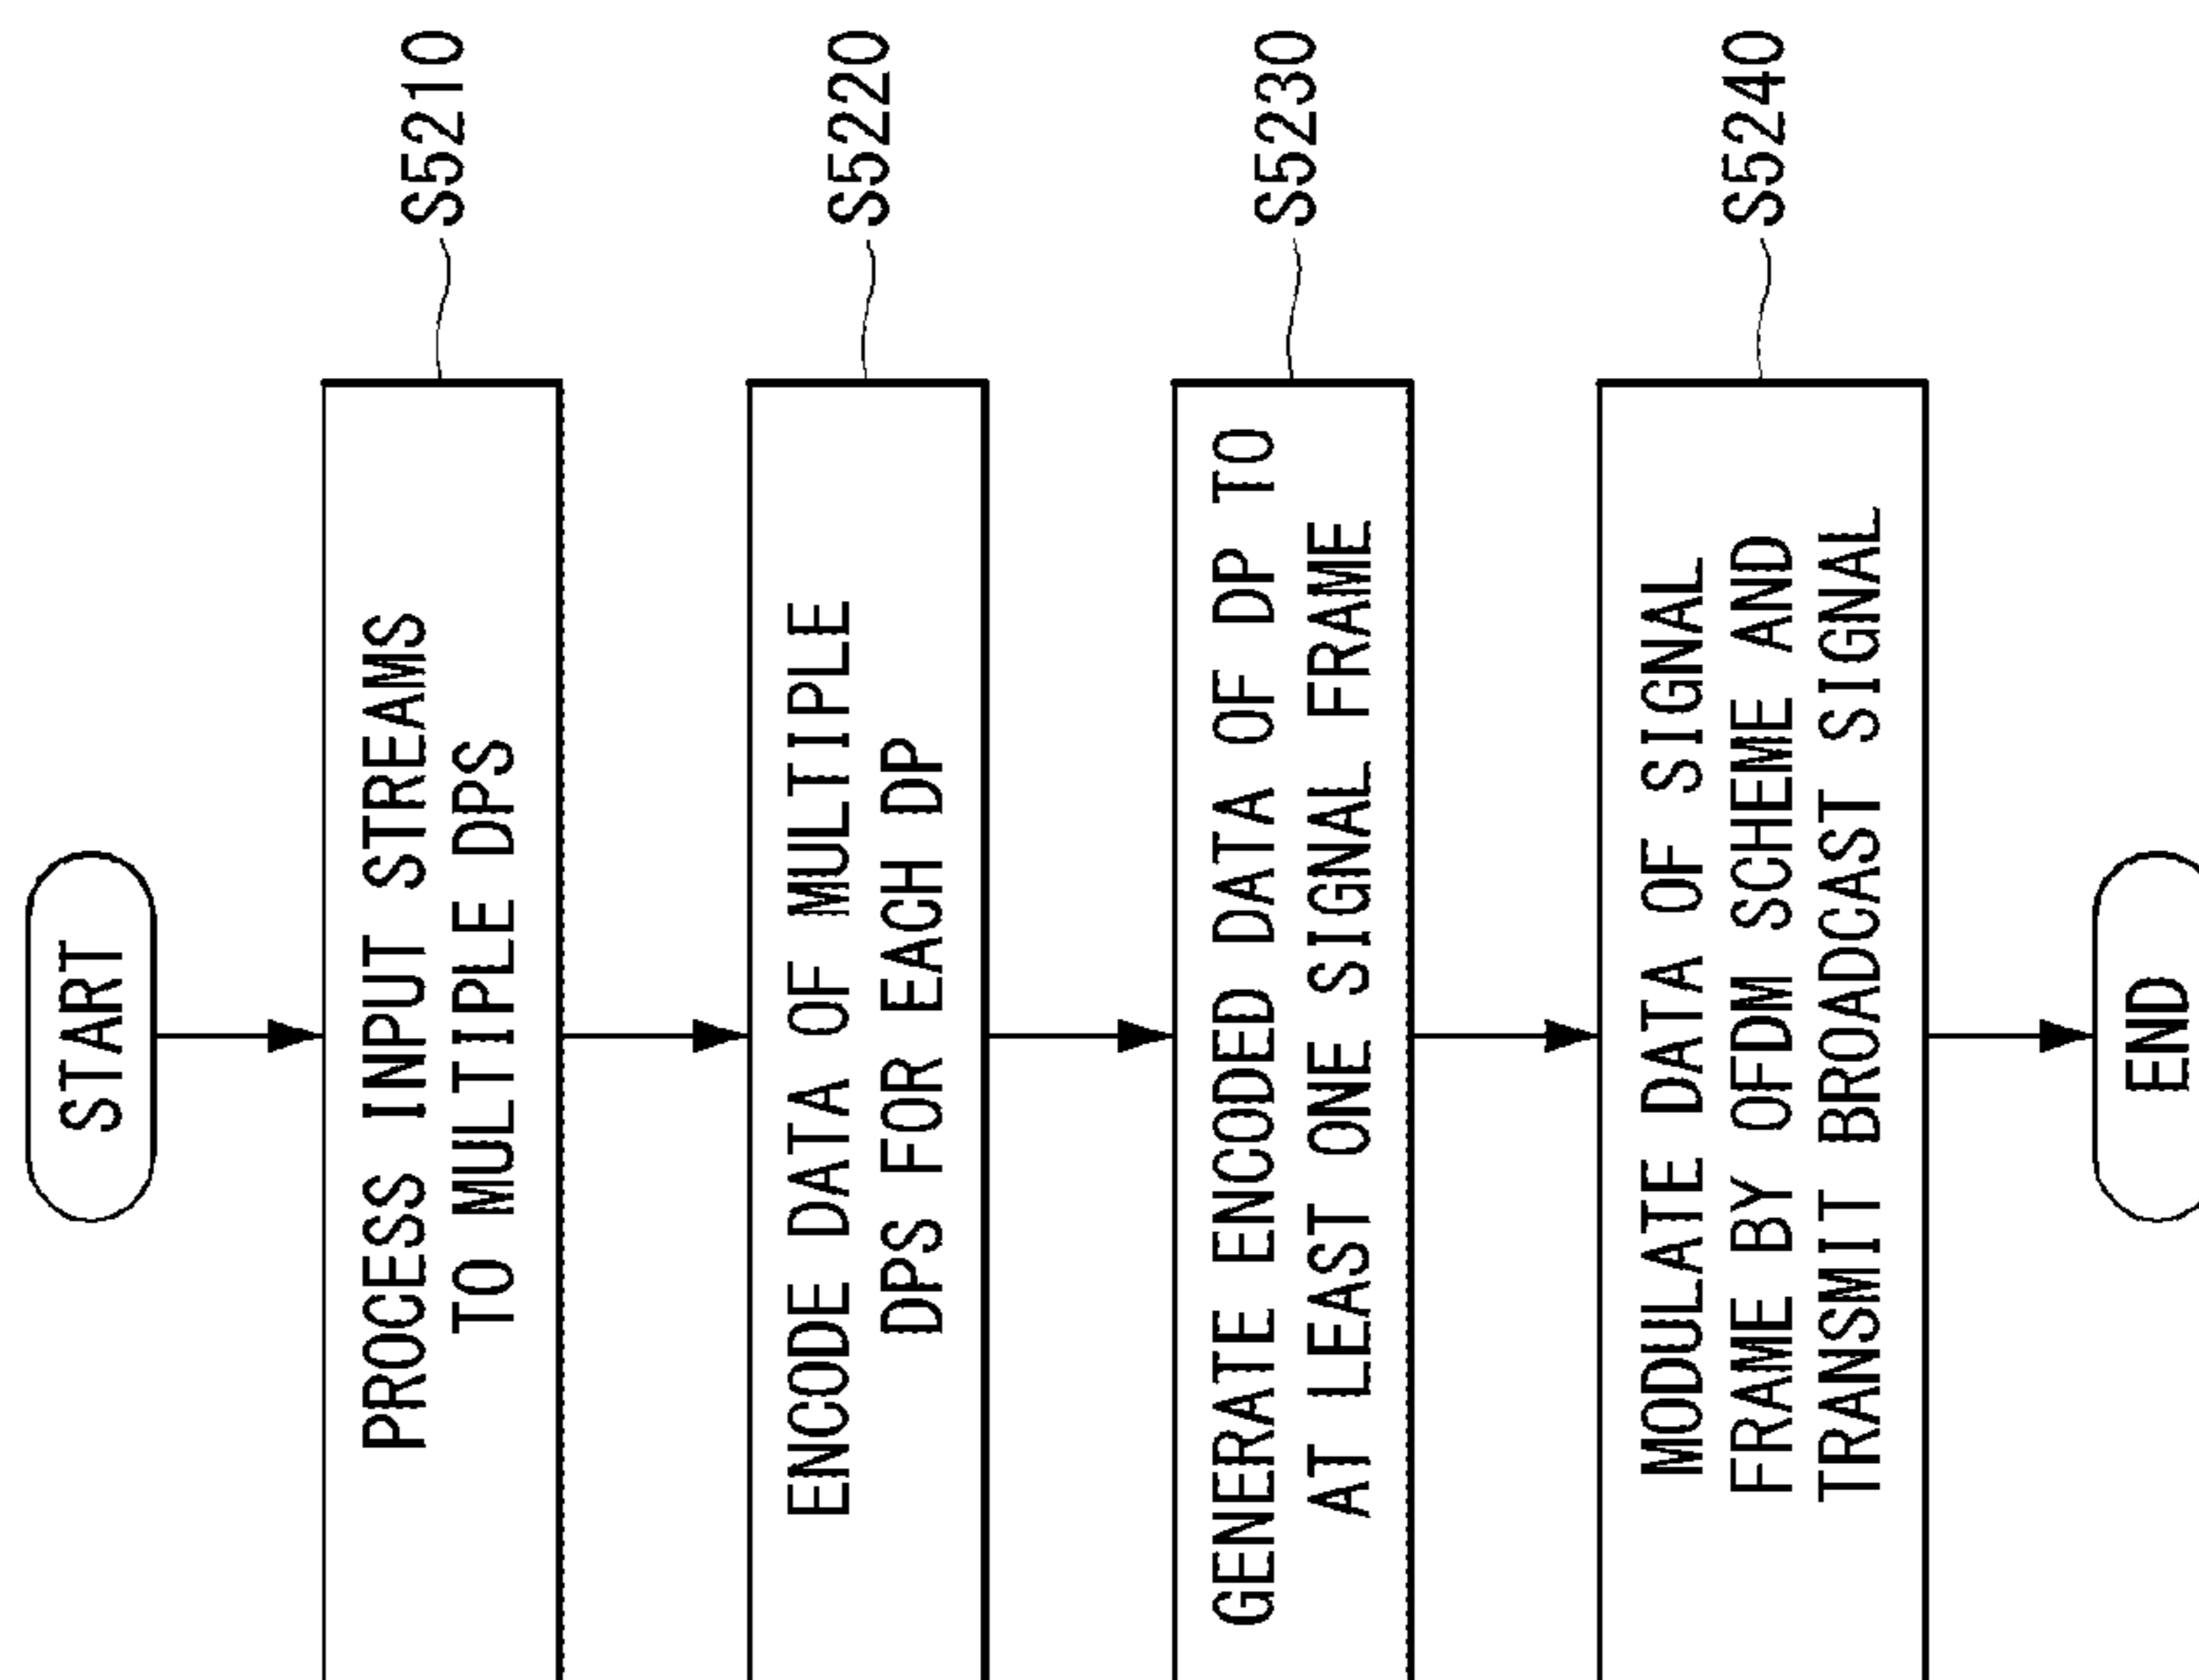 START
PROCESS INPUT STREAMS
TO MULTIPLE DPS
S5210
ENCODE DATA OF MULTIPLE
DPS FOR EACH DP
S5220
GENERATE ENCODED DATA OF DP TO
AT LEAST ONE SIGNAL FRAME
S5230
MODULATE DATA OF SIGNAL
FRAME BY OFDM SCHEME AND
TRANSMIT BROADCAST SIGNAL
S5240
END